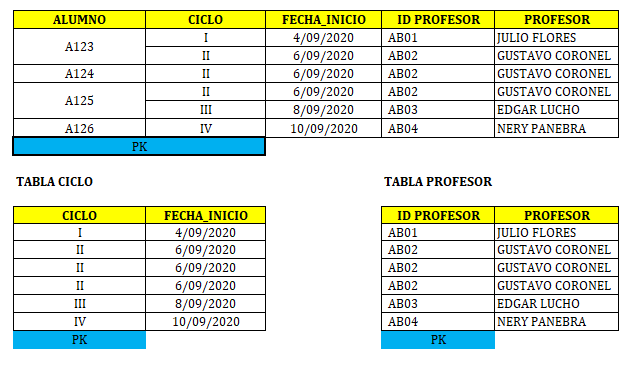 ALUMNO CICLO FECHA_INICIO ID PROFESOR PROFESOR
A123 I 4/09/2020 AB01 JULIO FLORES
II 6/09/2020 AB02 GUSTAVO CORONEL
A124 II 6/09/2020 AB02 GUSTAVO CORONEL
A125 II 6/09/2020 AB02 GUSTAVO CORONEL
III 8/09/2020 AB03 EDGAR LUCHO
A126 IV 10/09/2020 AB04 NERY PANEBRA
PK
TABLA CICLO TABLA PROFESOR
CICLO FECHA_INICIO ID PROFESOR PROFESOR
I 4/09/2020 AB01 JULIO FLORES
II 6/09/2020 AB02 GUSTAVO CORONEL
II 6/09/2020 AB02 GUSTAVO CORONEL
II 6/09/2020 AB02 GUSTAVO CORONEL
III 8/09/2020 AB03 EDGAR LUCHO
IV 10/09/2020 AB04 NERY PANEBRA
PK PK